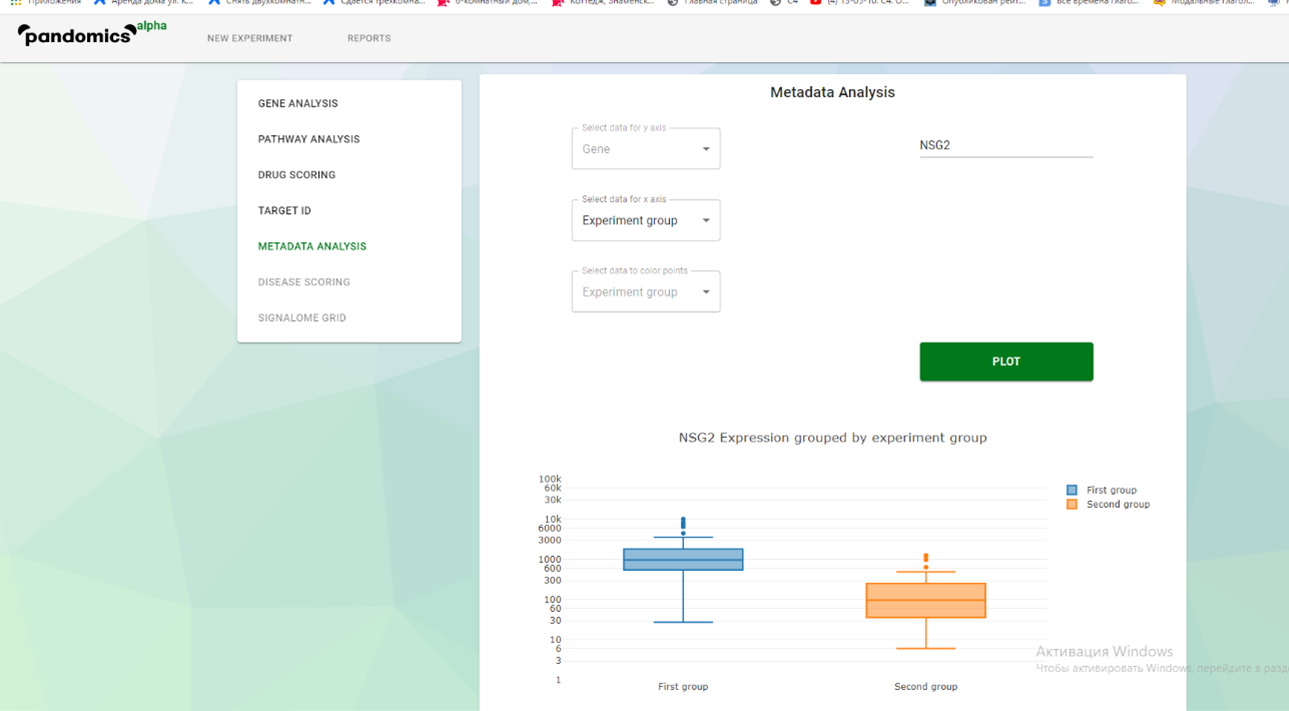 Приложения
Аренда дома ул. К...
Снять двухкомнатн...
Сдается трехкомна...
6-комнатный дом,...
Коттедж, Знаменск...
Главная страница
C4
(4) 13-05-10. C4. О...
Опубликован рейт...
Все времена глаго...
Модальные глагол...
pandomics alpha
NEW EXPERIMENT
REPORTS
GENE ANALYSIS
PATHWAY ANALYSIS
DRUG SCORING
TARGET ID
METADATA ANALYSIS
DISEASE SCORING
SIGNALOME GRID
Metadata Analysis
Select data for y axis
Gene
NSG2
Select data for x axis
Experiment group
Select data to color points
Experiment group
PLOT
NSG2 Expression grouped by experiment group
100k
60k
30k
10k
6000
3000
1000
600
300
100
60
30
10
6
3
1
First group
Second group
First group
Second group
Активация Windows
Чтобы активировать Windows, перейдите в разд